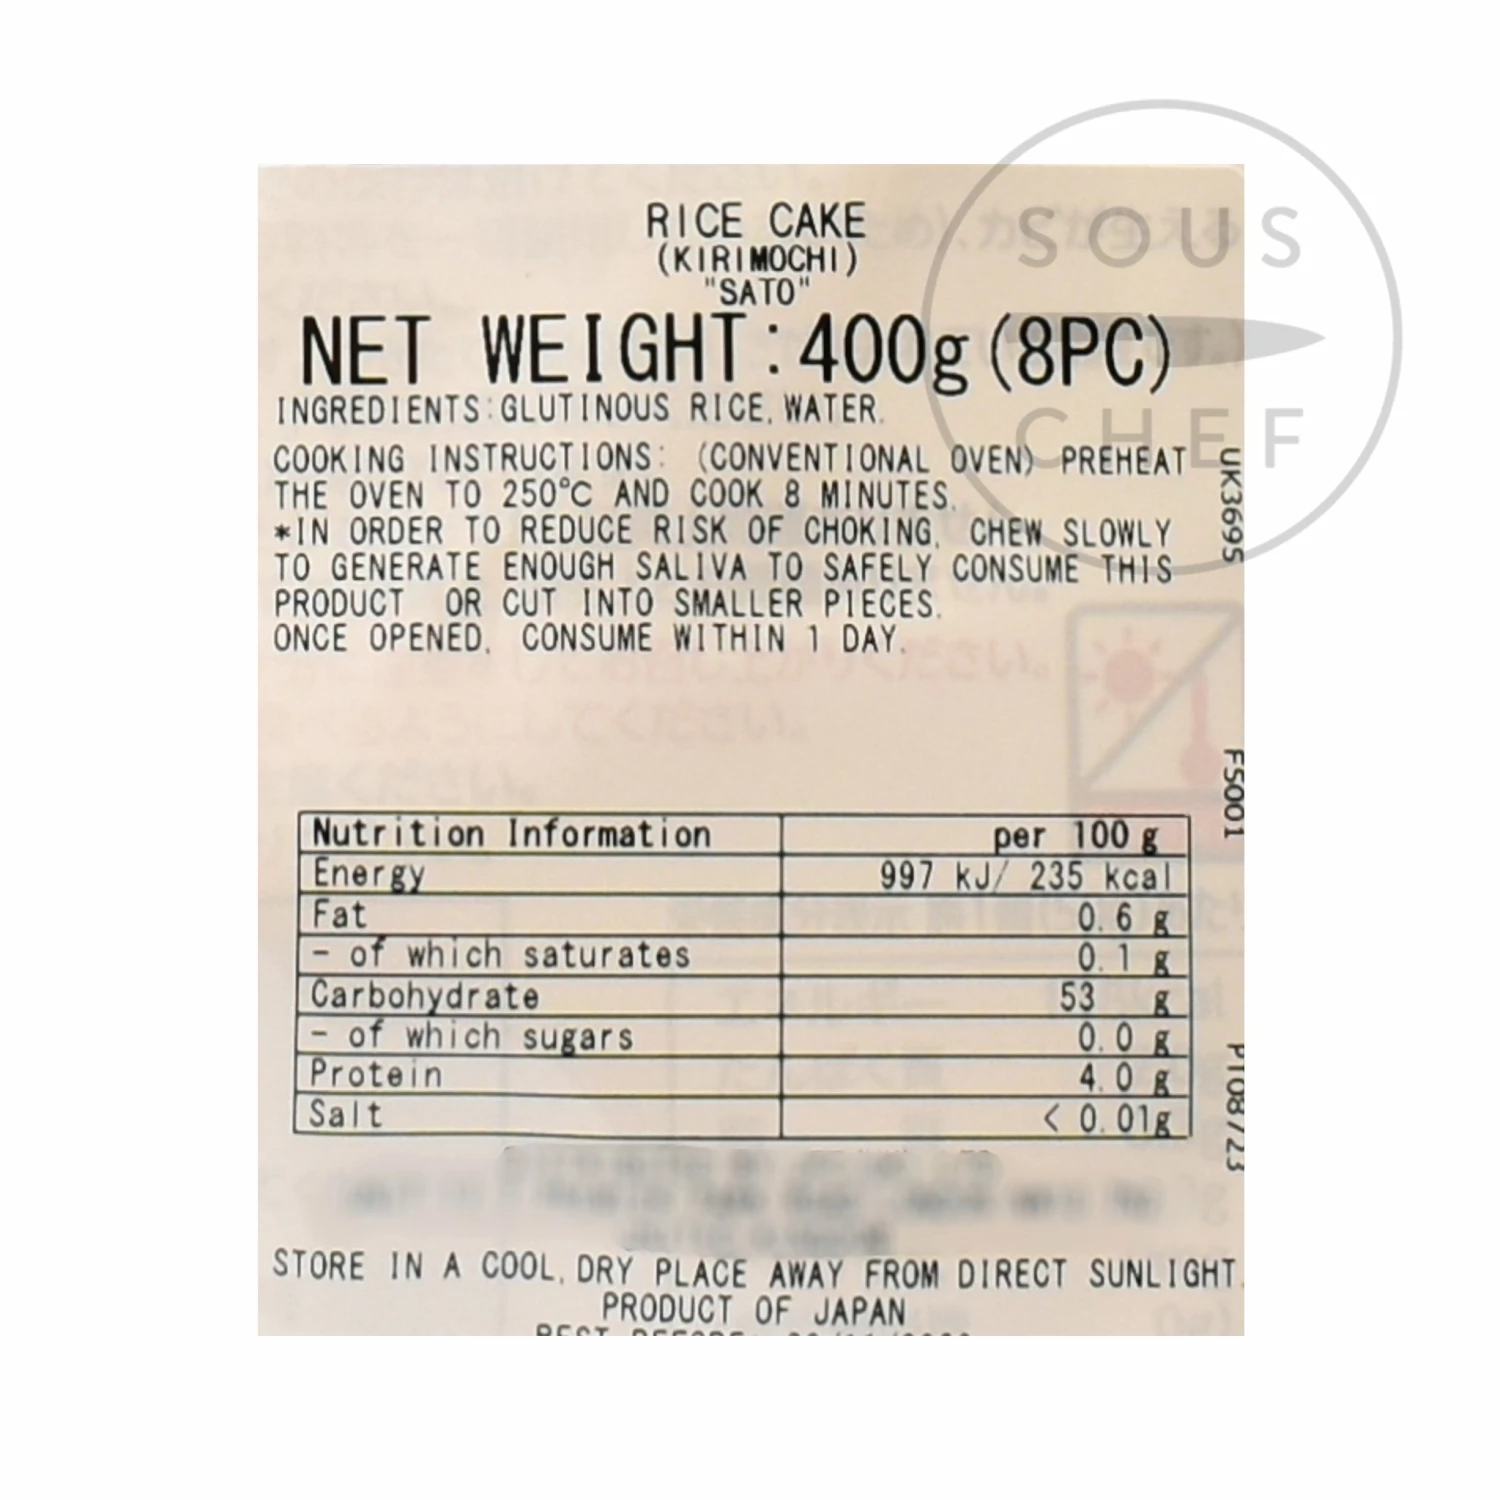 RICE CAKE
(KIRIMOCHI)
"SATO"
NET WEIGHT:400g(8PC)
INGREDIENTS:GLUTINOUS RICE,WATER.
COOKING INSTRUCTIONS: (CONVENTIONAL OVEN) PREHEAT
THE OVEN TO 250℃ AND COOK 8 MINUTES.
*IN ORDER TO REDUCE RISK OF CHOKING, CHEW SLOWLY
TO GENERATE ENOUGH SALIVA TO SAFELY CONSUME THIS
PRODUCT OR CUT INTO SMALLER PIECES.
ONCE OPENED, CONSUME WITHIN 1 DAY.
Nutrition Information per 100 g
Energy 997 kJ/ 235 kcal
Fat 0.6 g
- of which saturates 0.1 g
Carbohydrate 53 g
- of which sugars 0.0 g
Protein 4.0 g
Salt < 0.01g
STORE IN A COOL, DRY PLACE AWAY FROM DIRECT SUNLIGHT.
PRODUCT OF JAPAN
UK3695
FS001
PT08723
SOUS
CHEF